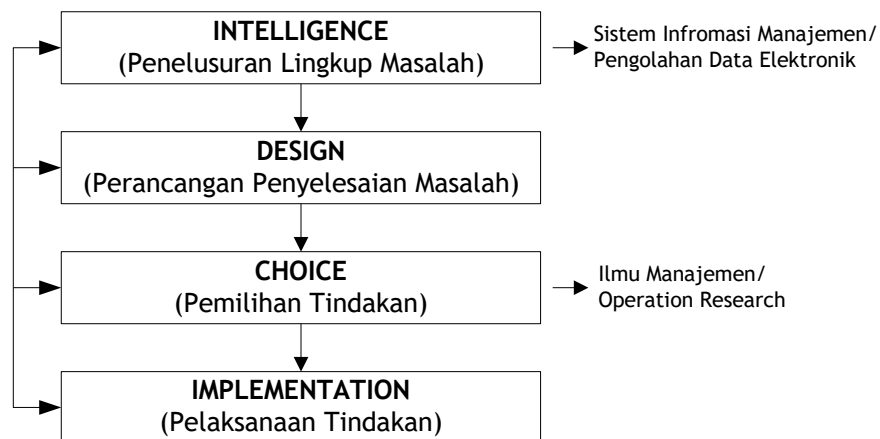 INTELLIGENCE
(Penelusuran Lingkup Masalah)
Sistem Infromasi Manajemen/
Pengolahan Data Elektronik
DESIGN
(Perancangan Penyelesaian Masalah)
CHOICE
(Pemilihan Tindakan)
Ilmu Manajemen/
Operation Research
IMPLEMENTATION
(Pelaksanaan Tindakan)